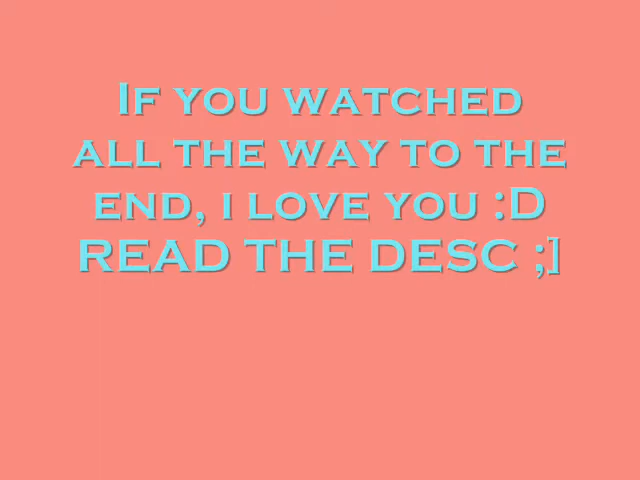 If you watched
all the way to the
end, i love you :D
READ THE DESC ;]